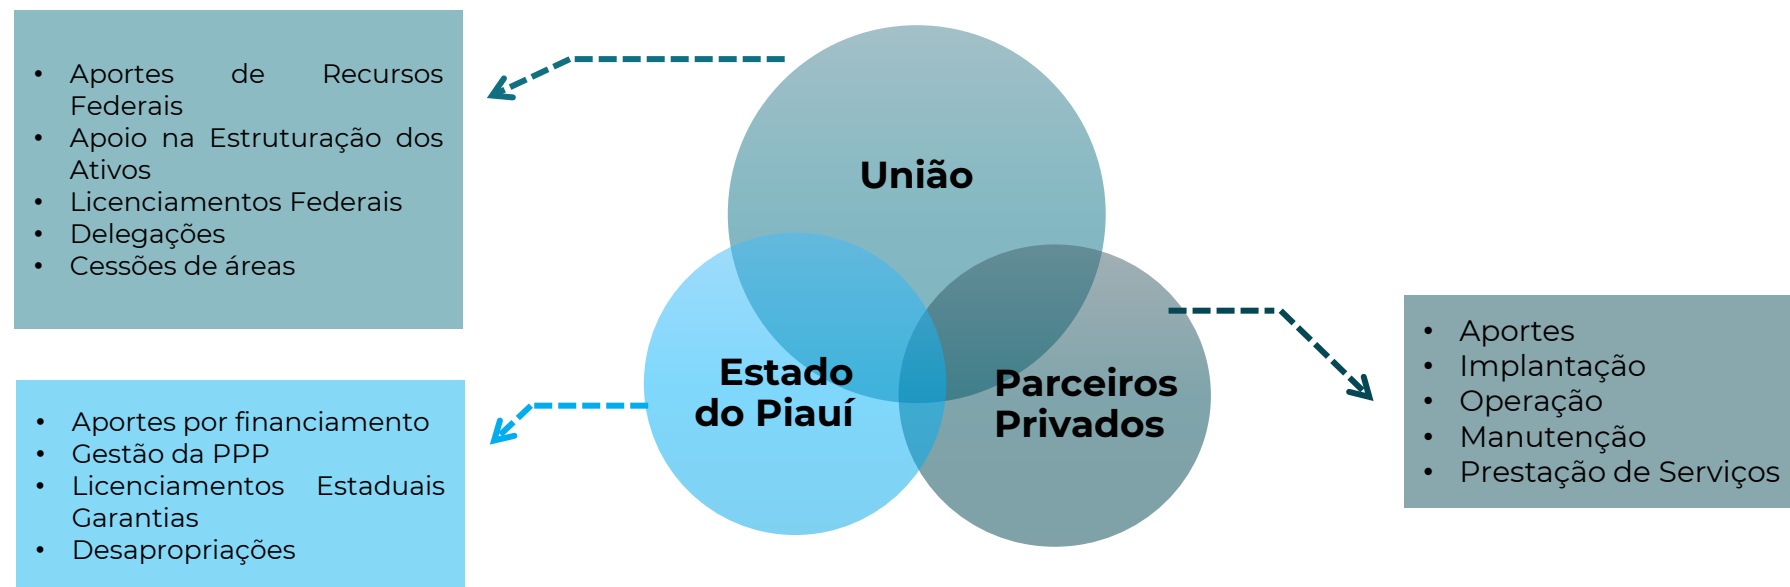 • Aportes de Recursos
Federais
• Apoio na Estruturação dos
Ativos
• Licenciamentos Federais
• Delegações
• Cessões de áreas
União
Estado
do Piauí
Parceiros
Privados
• Aportes por financiamento
• Gestão da PPP
• Licenciamentos Estaduais
Garantias
• Desapropriações
• Aportes
• Implantação
• Operação
• Manutenção
• Prestação de Serviços